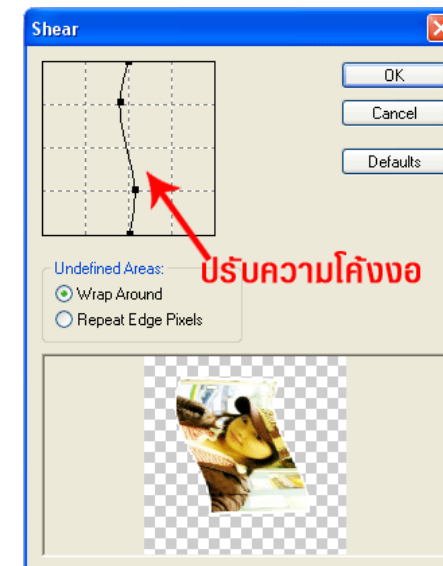 Shear
OK
Cancel
Defaults
ปรับความโค้งงอ
Undefined Areas:
Wrap Around
Repeat Edge Pixels